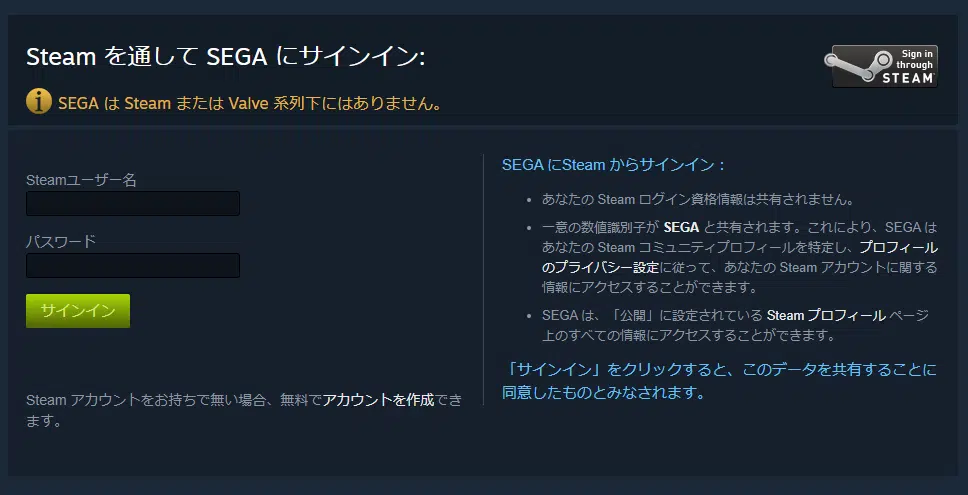 Steam を通して SEGA にサインイン:
Sign in
through
STEAM
SEGA は Steam または Valve 系列下にはありません。
Steamユーザー名
パスワード
サインイン
Steam アカウントをお持ちで無い場合、無料でアカウントを作成でき
ます。
SEGA にSteam からサインイン：
• あなたの Steam ログイン資格情報は共有されません。
• 一意の数値識別子が SEGA と共有されます。これにより、SEGA は
あなたの Steam コミュニティプロフィールを特定し、プロフィール
のプライバシー設定に従って、あなたの Steam アカウントに関する
情報にアクセスすることができます。
• SEGA は、「公開」に設定されている Steam プロフィール ページ
上のすべての情報にアクセスすることができます。
「サインイン」をクリックすると、このデータを共有することに
同意したものとみなされます。